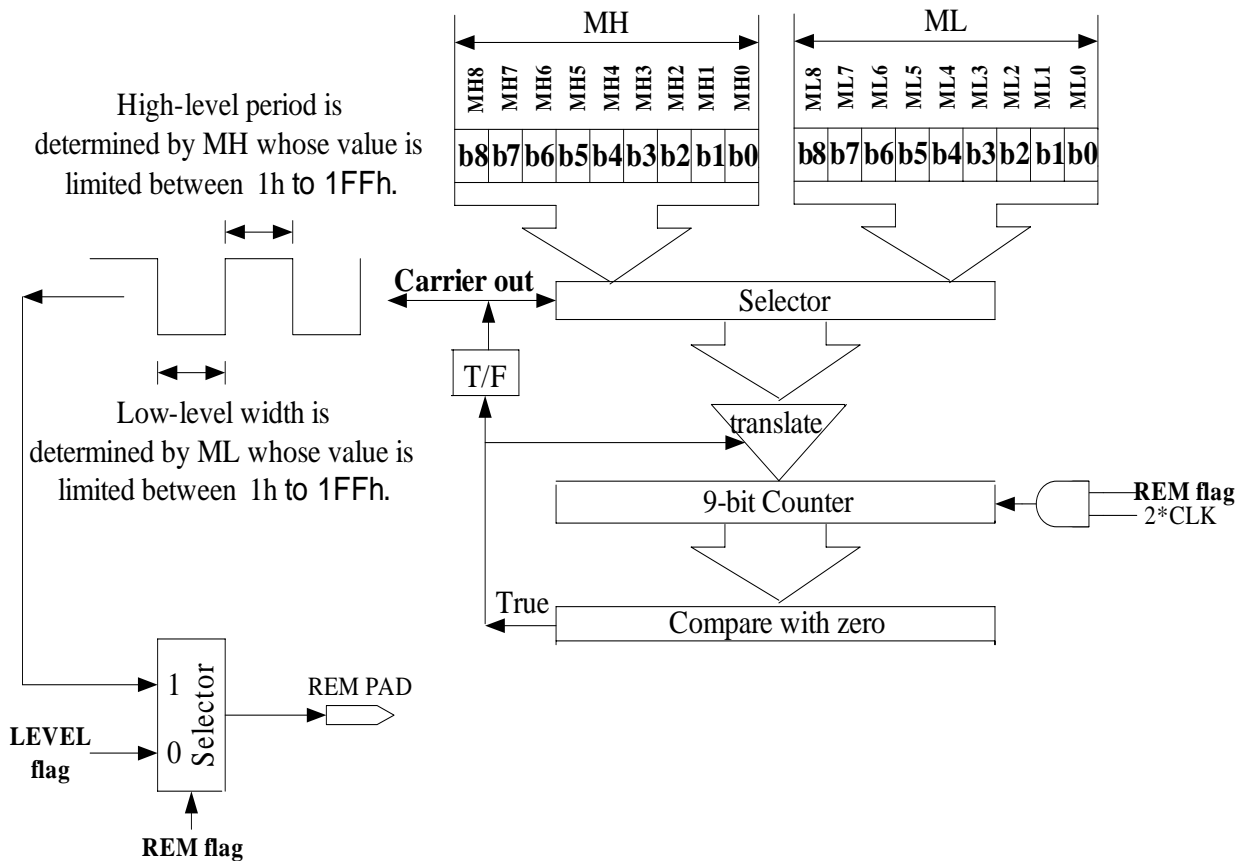 MH
ML
MH8 MH7 MH6 MH5 MH4 MH3 MH2 MH1 MH0
ML8 ML7 ML6 ML5 ML4 ML3 ML2 ML1 ML0
b8 b7 b6 b5 b4 b3 b2 b1 b0
b8 b7 b6 b5 b4 b3 b2 b1 b0
High-level period is
determined by MH whose value is
limited between 1h to 1FFh.
Carrier out
Selector
T/F
translate
Low-level width is
determined by ML whose value is
limited between 1h to 1FFh.
9-bit Counter
REM flag
2*CLK
True
Compare with zero
1
0
Selector
REM PAD
LEVEL
flag
REM flag